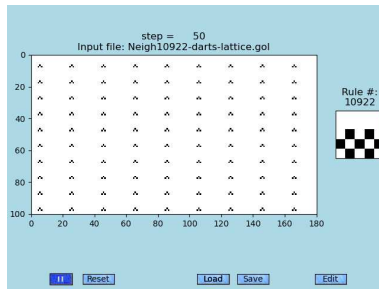 step = 50
Input file: Neigh10922-darts-lattice.gol
0
20
40
60
80
100
0 20 40 60 80 100 120 140 160 180
Rule #:
10922
Reset Load Save Edit